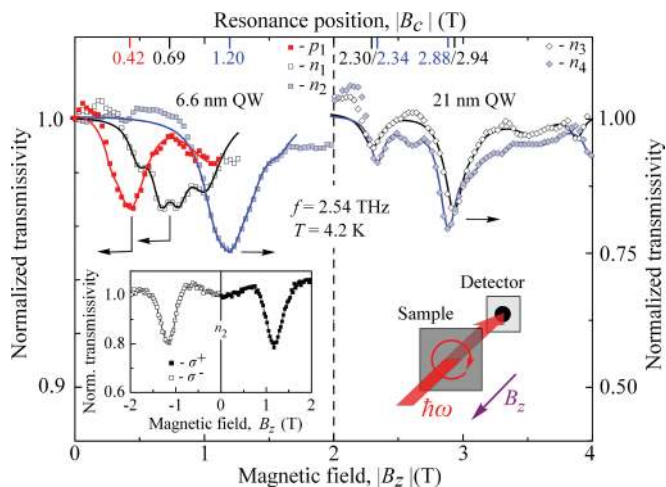 Resonance position, |B_c| (T)
- p₁
- n₁
- n₂
0.42 0.69 1.20 2.30/2.34 2.88/2.94
- n₃
- n₄
6.6 nm QW 21 nm QW
1.0 1.00
f = 2.54 THz
T = 4.2 K
Normalized transmissivity
Normalized transmissivity
0.75
Norm. transmissivity
1.0
0.8
0.6
n₂
- σ⁺
- σ⁻
-2 -1 0 1 2
Magnetic field, B_z (T)
Detector
Sample
ħω
B_z
0.9 0.50
0 1 2 3 4
Magnetic field, |B_z|(T)